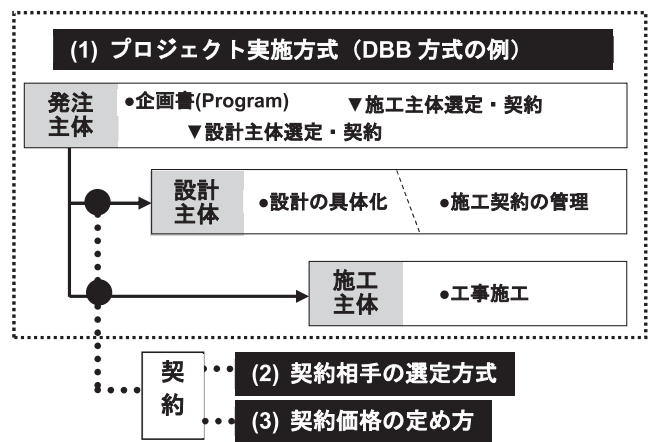 (1) プロジェクト実施方式（DBB 方式の例）
発注
主体
●企画書(Program)
▼施工主体選定・契約
▼設計主体選定・契約
設計
主体
●設計の具体化
●施工契約の管理
施工
主体
●工事施工
契
約
(2) 契約相手の選定方式
(3) 契約価格の定め方